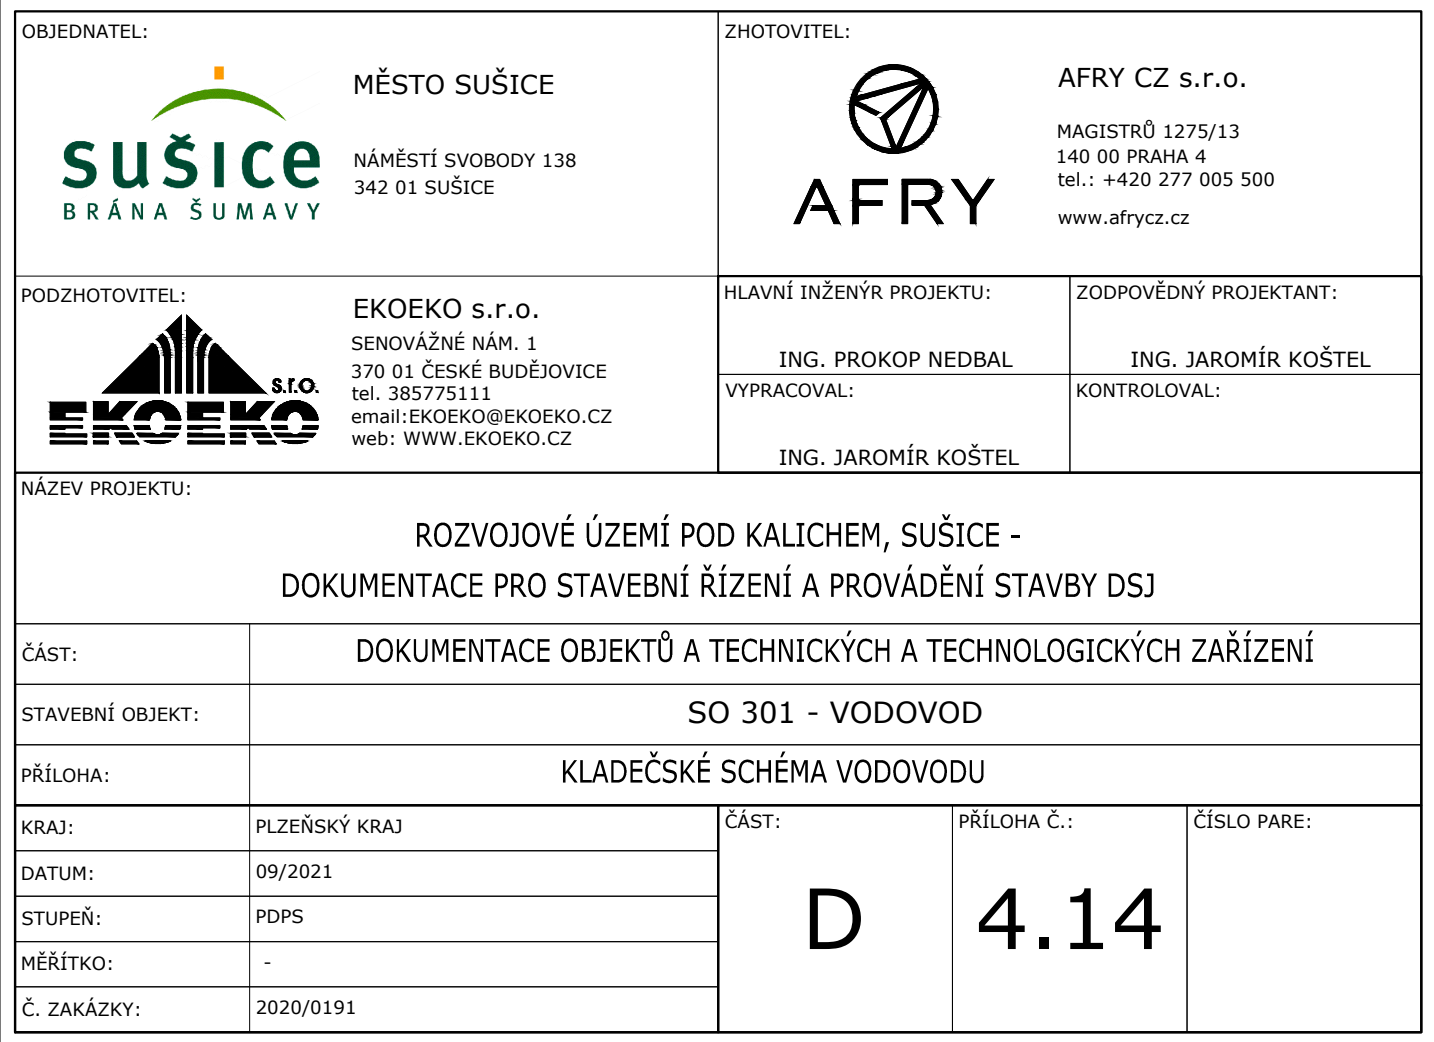 OBJEDNATEL:
sušıce
BRÁNA ŠUMAVY
MĚSTO SUŠICE
NÁMĚSTÍ SVOBODY 138
342 01 SUŠICE
ZHOTOVITEL:
AFRY
AFRY CZ s.r.o.
MAGISTRŮ 1275/13
140 00 PRAHA 4
tel.: +420 277 005 500
www.afrycz.cz
PODZHOTOVITEL:
s.r.o.
EKOEKO
EKOEKO s.r.o.
SENOVÁŽNÉ NÁM. 1
370 01 ČESKÉ BUDĚJOVICE
tel. 385775111
email:EKOEKO@EKOEKO.CZ
web: WWW.EKOEKO.CZ
HLAVNÍ INŽENÝR PROJEKTU:
ING. PROKOP NEDBAL
ZODPOVĚDNÝ PROJEKTANT:
ING. JAROMÍR KOŠTEL
VYPRACOVAL:
ING. JAROMÍR KOŠTEL
KONTROLOVAL:
NÁZEV PROJEKTU:
ROZVOJOVÉ ÚZEMÍ POD KALICHEM, SUŠICE -
DOKUMENTACE PRO STAVEBNÍ ŘÍZENÍ A PROVÁDĚNÍ STAVBY DSJ
ČÁST:
DOKUMENTACE OBJEKTŮ A TECHNICKÝCH A TECHNOLOGICKÝCH ZAŘÍZENÍ
STAVEBNÍ OBJEKT:
SO 301 - VODOVOD
PŘÍLOHA:
KLADEČSKÉ SCHÉMA VODOVODU
KRAJ:
PLZEŇSKÝ KRAJ
DATUM:
09/2021
STUPEŇ:
PDPS
MĚŘÍTKO:
-
Č. ZAKÁZKY:
2020/0191
ČÁST:
D
PŘÍLOHA Č.:
4.14
ČÍSLO PARE: